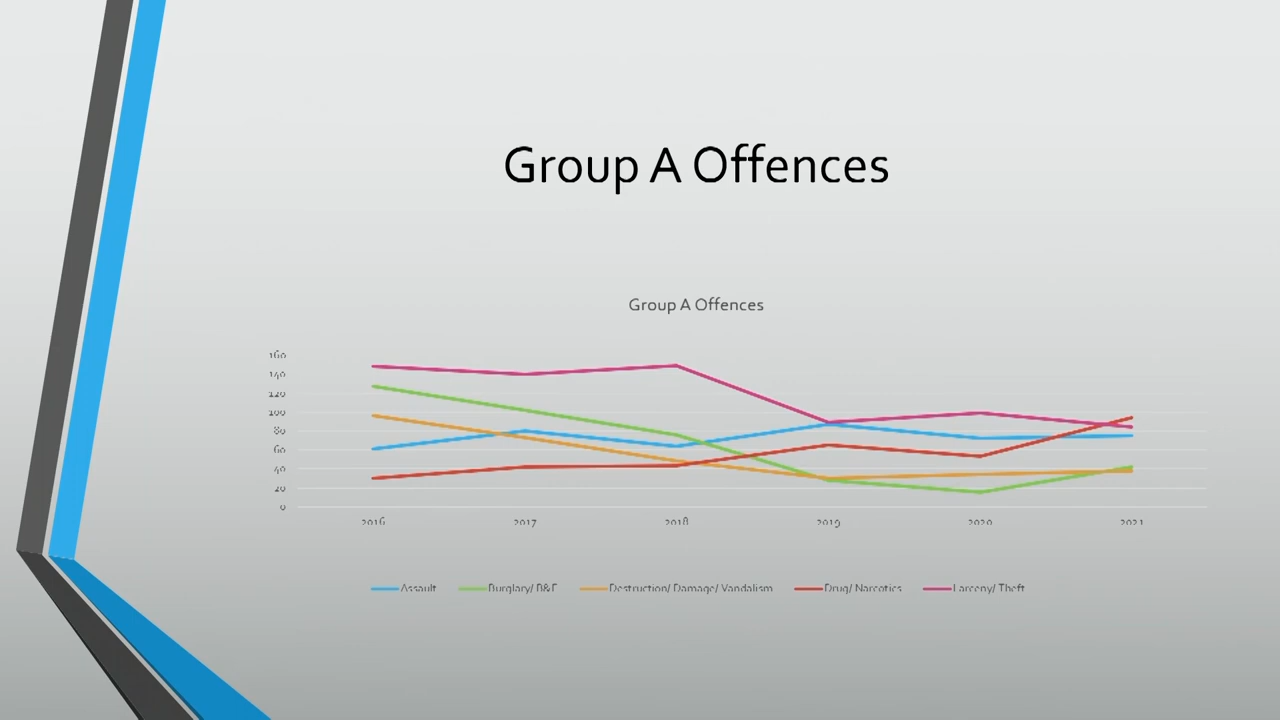 Group A Offences
Group A Offences
160
140
120
100
80
60
40
20
0
2016 2017 2018 2019 2020 2021
Assault Burglary/ B&E Destruction/ Damage/ Vandalism Drug/ Narcotics Larceny/ Theft